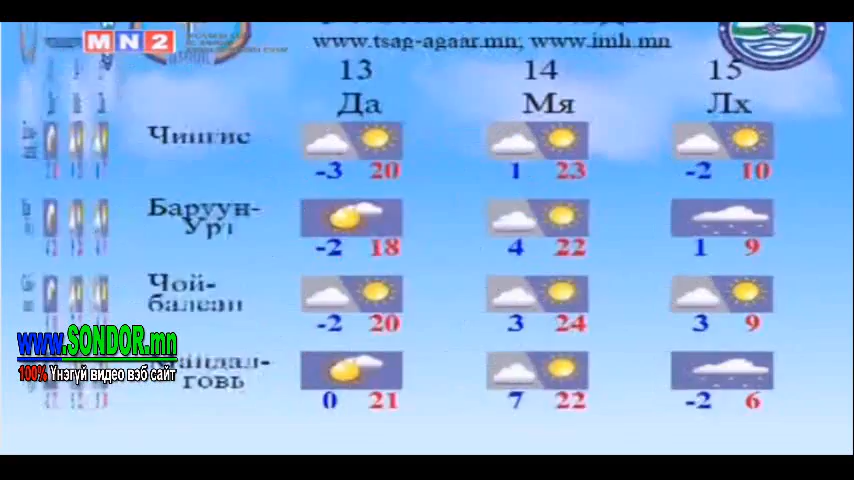 MN2
www.tsag-agaar.mn; www.imh.mn
13 14 15
Да Мя Лх
Чингис
-3 20 1 23 -2 10
Баруун-
Урт
-2 18 4 22 1 9
Чой-
балсан
-2 20 3 24 3 9
www.SONDOR.mn
100% Үнэгүй видео вэб сайт
говь
0 21 7 22 -2 6